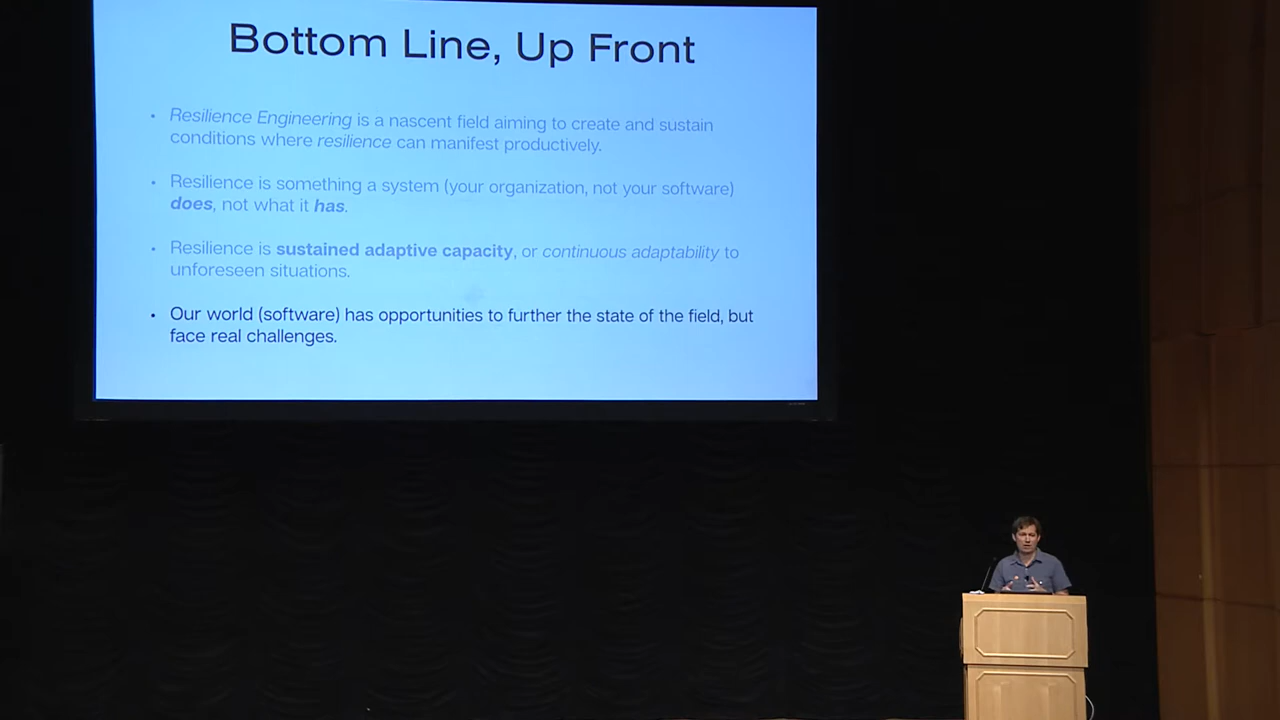 Bottom Line, Up Front
• Resilience Engineering is a nascent field aiming to create and sustain
conditions where resilience can manifest productively.
• Resilience is something a system (your organization, not your software)
does, not what it has.
• Resilience is sustained adaptive capacity, or continuous adaptability to
unforeseen situations.
• Our world (software) has opportunities to further the state of the field, but
face real challenges.